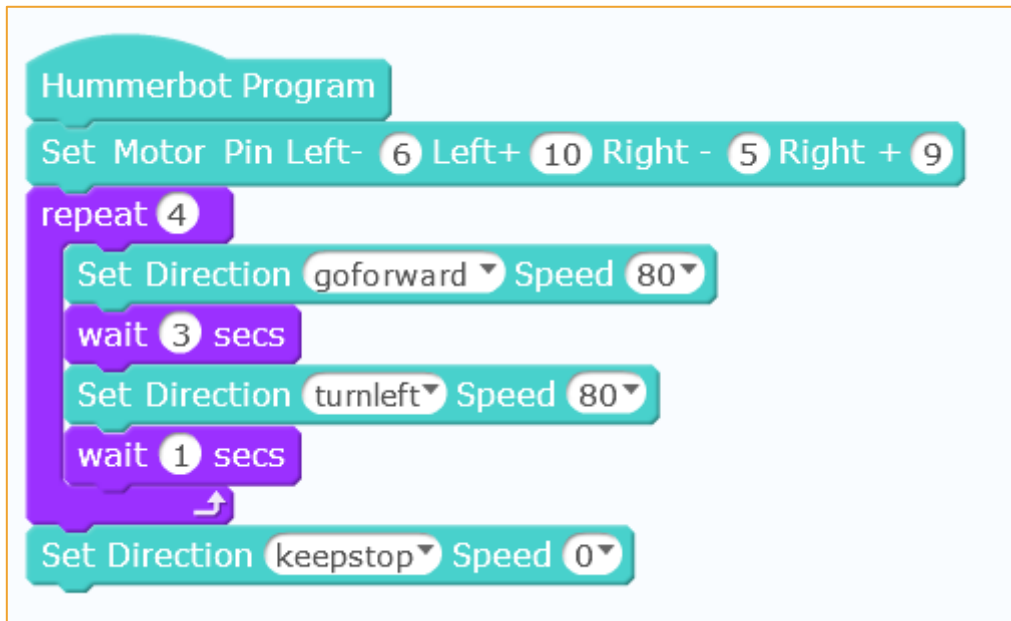 Hummerbot Program
Set Motor Pin Left- 6 Left+ 10 Right - 5 Right + 9
repeat 4
Set Direction goforward Speed 80
wait 3 secs
Set Direction turnleft Speed 80
wait 1 secs
Set Direction keepstop Speed 0